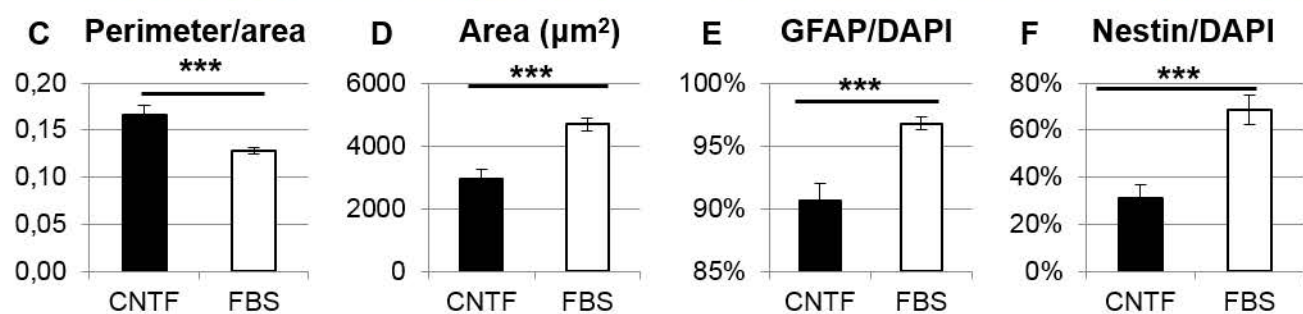 C Perimeter/area
***
0,20
0,15
0,10
0,05
0,00
CNTF FBS
D Area (µm²)
***
6000
4000
2000
0
CNTF FBS
E GFAP/DAPI
***
100%
95%
90%
85%
CNTF FBS
F Nestin/DAPI
***
80%
60%
40%
20%
0%
CNTF FBS